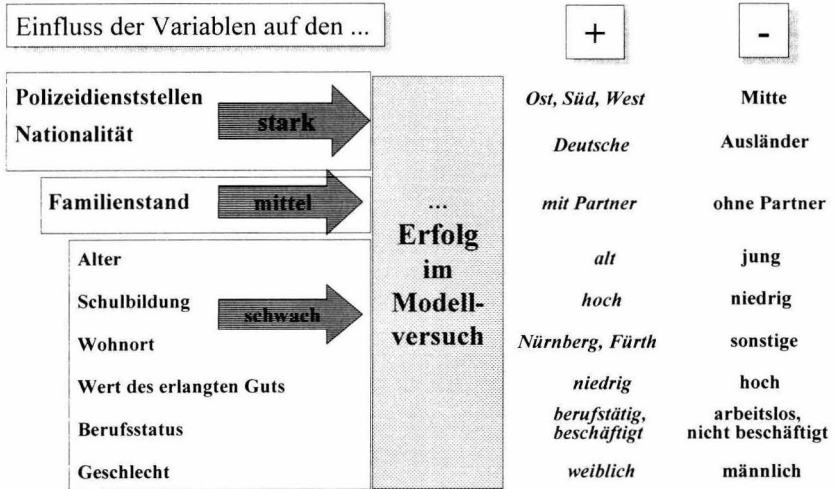 Einfluss der Variablen auf den ...
+
-
Polizeidienststellen
Nationalität
stark
Ost, Süd, West
Mitte
Deutsche
Ausländer
Familienstand
mittel
mit Partner
ohne Partner
...
Erfolg
im
Modell-
versuch
Alter
alt
jung
Schulbildung
schwach
hoch
niedrig
Wohnort
Nürnberg, Fürth
sonstige
Wert des erlangten Guts
niedrig
hoch
Berufsstatus
berufstätig,
beschäftigt
arbeitslos,
nicht beschäftigt
Geschlecht
weiblich
männlich